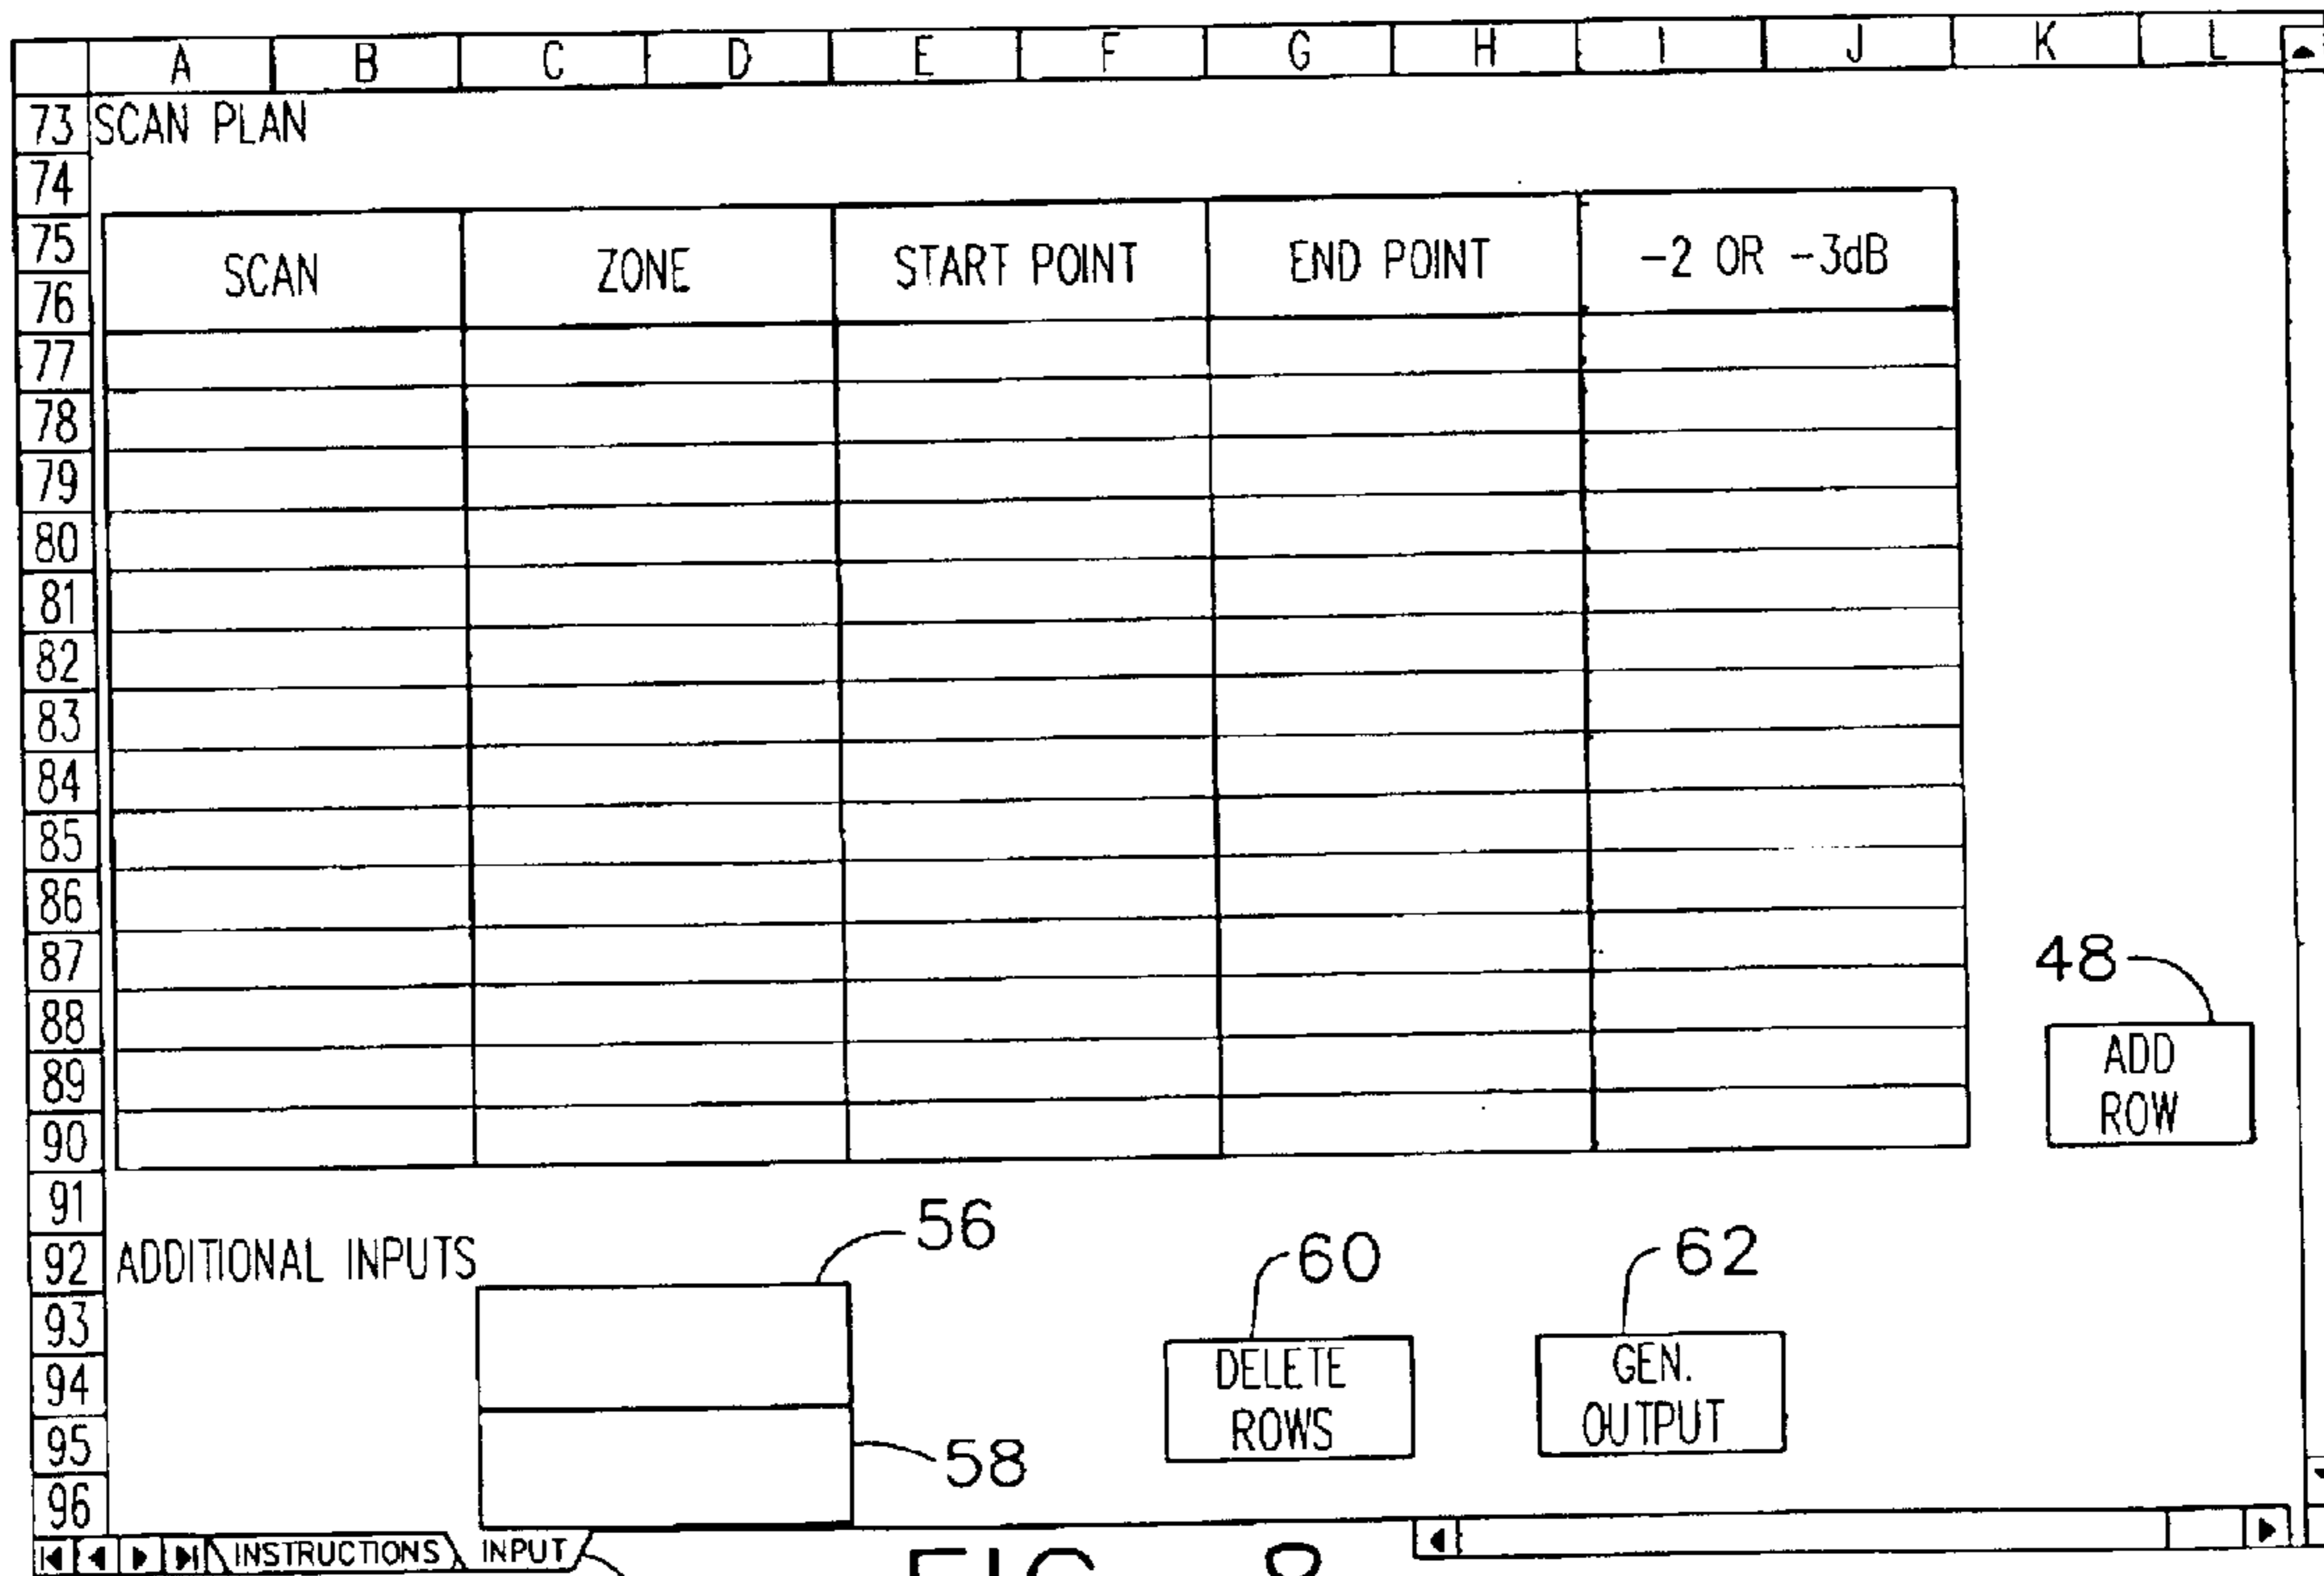 A B C D E F G H I J K L
73 SCAN PLAN
74
75
76
SCAN ZONE START POINT END POINT -2 OR -3dB
77
78
79
80
81
82
83
84
85
86
87
88
89
90
48
ADD
ROW
91
92 ADDITIONAL INPUTS
56
60
62
93
94
95
96
DELETE
ROWS
GEN.
OUTPUT
58
INSTRUCTIONS INPUT